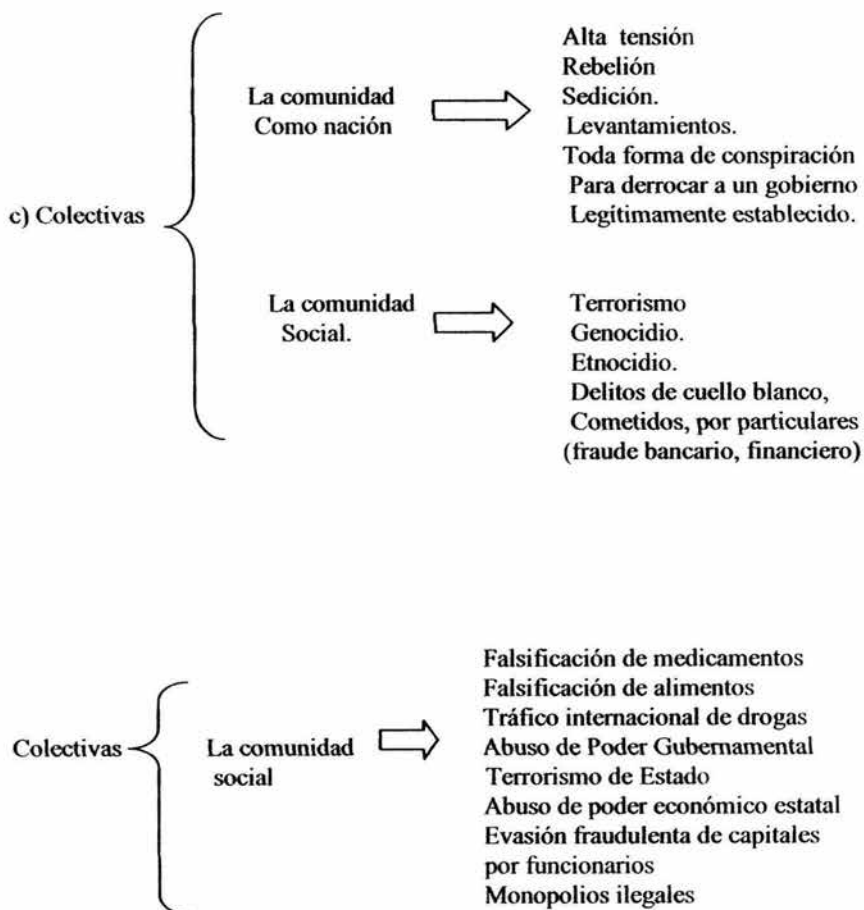 c) Colectivas
La comunidad
Como nación
Alta tensión
Rebelión
Sedición.
Levantamientos.
Toda forma de conspiración
Para derrocar a un gobierno
Legítimamente establecido.
La comunidad
Social.
Terrorismo
Genocidio.
Etnocidio.
Delitos de cuello blanco,
Cometidos, por particulares
(fraude bancario, financiero)
Colectivas
La comunidad
social
Falsificación de medicamentos
Falsificación de alimentos
Tráfico internacional de drogas
Abuso de Poder Gubernamental
Terrorismo de Estado
Abuso de poder económico estatal
Evasión fraudulenta de capitales
por funcionarios
Monopolios ilegales